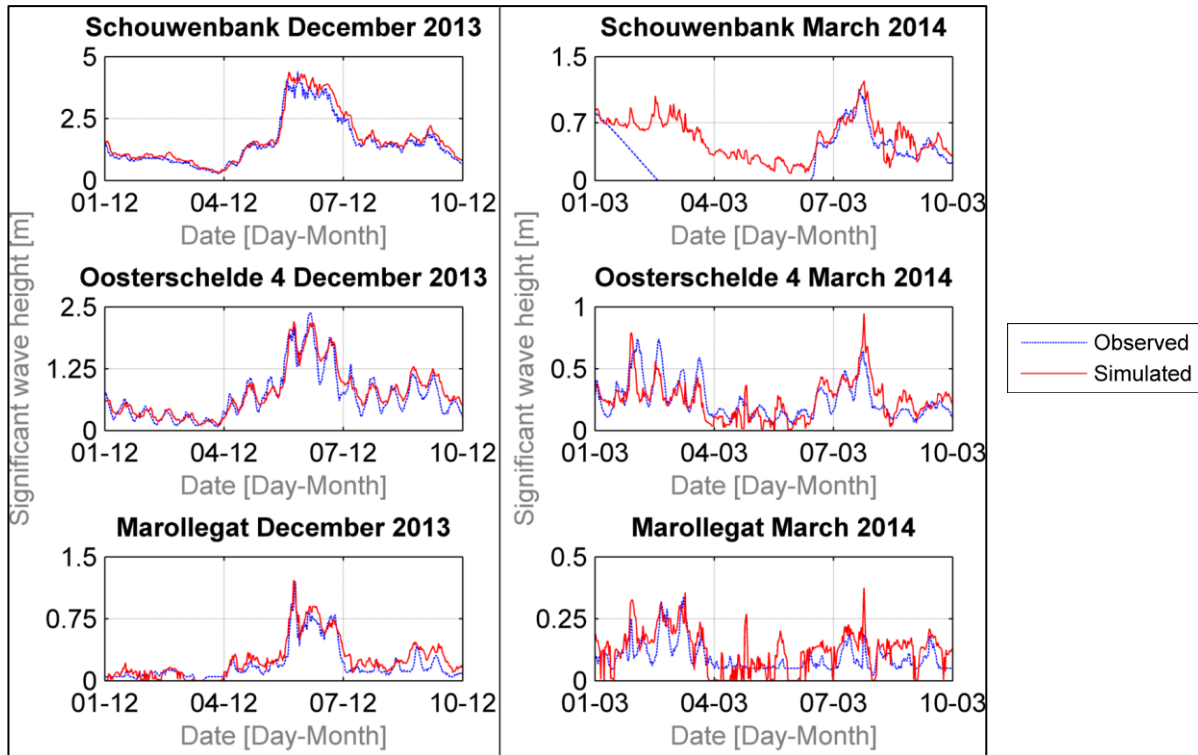 Schouwenbank December 2013
5
2.5
0
01-12 04-12 07-12 10-12
Date [Day-Month]
Oosterschelde 4 December 2013
2.5
1.25
0
01-12 04-12 07-12 10-12
Date [Day-Month]
Marollegat December 2013
1.5
0.75
0
01-12 04-12 07-12 10-12
Date [Day-Month]
Significant wave height [m]
Schouwenbank March 2014
1.5
0.7
0
01-03 04-03 07-03 10-03
Date [Day-Month]
Oosterschelde 4 March 2014
1
0.5
0
01-03 04-03 07-03 10-03
Date [Day-Month]
Marollegat March 2014
0.5
0.25
0
01-03 04-03 07-03 10-03
Date [Day-Month]
Significant wave height [m]
Observed
Simulated